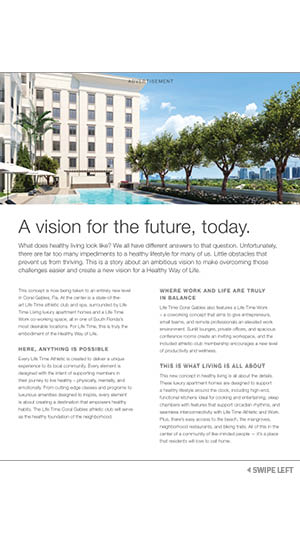 ADVERTISEMENT
A vision for the future, today.
What does healthy living look like? We all have different answers to that question. Unfortunately,
there are far too many impediments to a healthy lifestyle for many of us. Little obstacles that
prevent us from thriving. This is a story about an ambitious vision to make overcoming those
challenges easier and create a new vision for a Healthy Way of Life.
This concept is now being taken to an entirely new level
in Coral Gables, Fla. At the center is a state-of-the-
art Life Time athletic club and spa, surrounded by Life
Time Living luxury apartment homes and a Life Time
Work co-working space, all in one of South Florida's
most desirable locations. For Life Time, this is truly the
embodiment of the Healthy Way of Life.
HERE, ANYTHING IS POSSIBLE
Every Life Time Athletic is created to deliver a unique
experience to its local community. Every element is
designed with the intent of supporting members in
their journey to live healthy – physically, mentally, and
emotionally. From cutting edge classes and programs to
luxurious amenities designed to inspire, every element
is about creating a destination that empowers healthy
habits. The Life Time Coral Gables athletic club will serve
as the healthy foundation of the neighborhood.
WHERE WORK AND LIFE ARE TRULY
IN BALANCE
Life Time Coral Gables also features a Life Time Work
– a coworking concept that aims to give entrepreneurs,
small teams, and remote professionals an elevated work
environment. Sunlit lounges, private offices, and spacious
conference rooms create an inviting workspace, and the
included athletic club membership encourages a new level
of productivity and wellness.
THIS IS WHAT LIVING IS ALL ABOUT
This new concept in healthy living is all about the details.
These luxury apartment homes are designed to support
a healthy lifestyle around the clock, including high-end,
functional kitchens ideal for cooking and entertaining, sleep
chambers with features that support circadian rhythms, and
seamless interconnectivity with Life Time Athletic and Work.
Plus, there's easy access to the beach, fine mangroves,
neighborhood restaurants, and biking trails. All of this in the
center of a community of like-minded people – it's a place
that residents will love to call home.
SWIPE LEFT